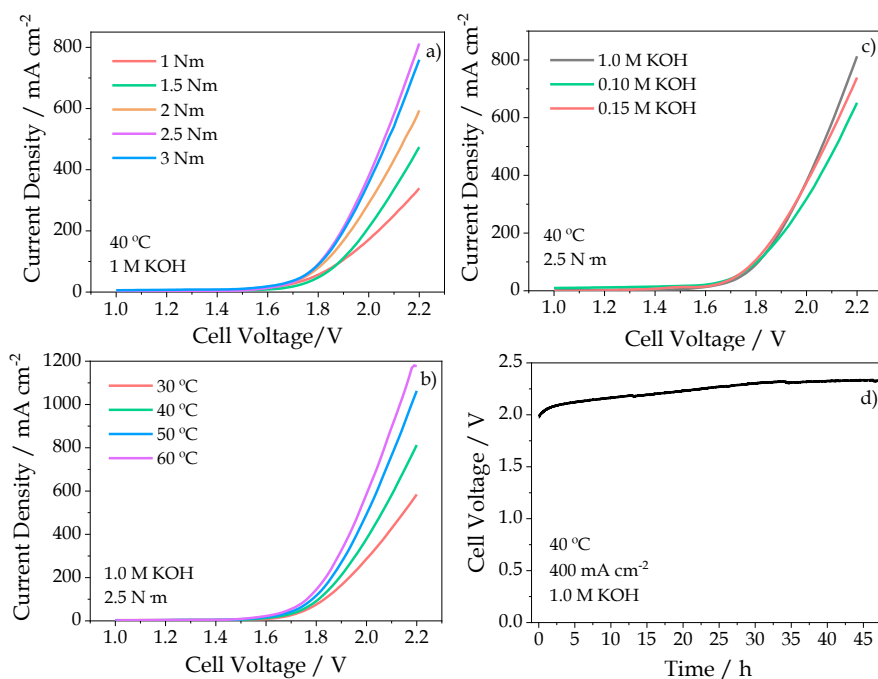 a)
Current Density / mA cm-2
800
600
400
200
0
1 Nm
1.5 Nm
2 Nm
2.5 Nm
3 Nm
40 ºC
1 M KOH
1.0 1.2 1.4 1.6 1.8 2.0 2.2
Cell Voltage/V
c)
Current Density / mA cm-2
800
600
400
200
0
1.0 M KOH
0.10 M KOH
0.15 M KOH
40 ºC
2.5 N·m
1.0 1.2 1.4 1.6 1.8 2.0 2.2
Cell Voltage / V
b)
Current Density / mA cm-2
1200
1000
800
600
400
200
0
30 ºC
40 ºC
50 ºC
60 ºC
1.0 M KOH
2.5 N·m
1.0 1.2 1.4 1.6 1.8 2.0 2.2
Cell Voltage / V
d)
Cell Voltage / V
2.5
2.0
1.5
1.0
0.5
0.0
40 ºC
400 mA cm-2
1.0 M KOH
0 5 10 15 20 25 30 35 40 45
Time / h